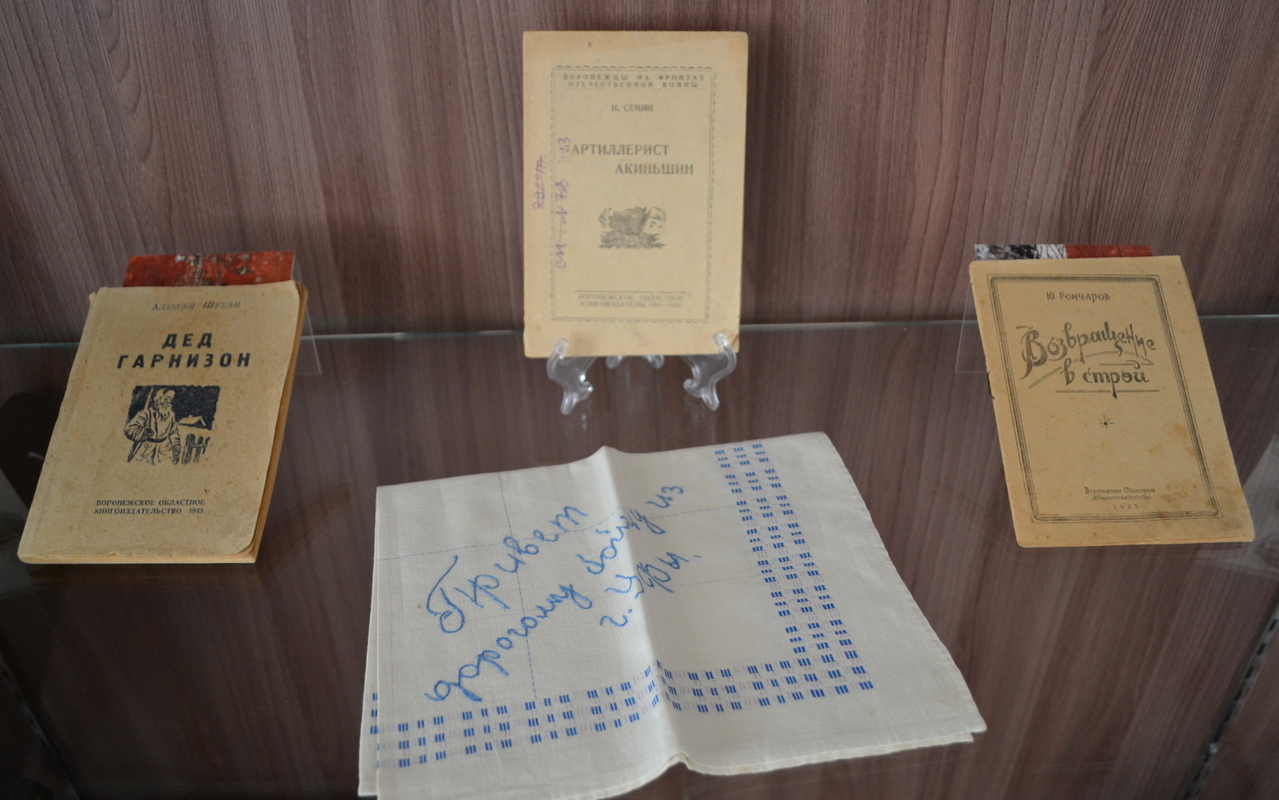 ВОРОНЕЖЦЫ НА ФРОНТАХ
ОТЕЧЕСТВЕННОЙ ВОЙНЫ
И. СЕМИН
АРТИЛЛЕРИСТ
АКИНЬШИН
ВОРОНЕЖСКОЕ ОБЛАСТНОЕ
КНИГОИЗДАТЕЛЬСТВО
АЛЕКСЕЙ ШУБИН
ДЕД
ГАРНИЗОН
ВОРОНЕЖСКОЕ ОБЛАСТНОЕ
КНИГОИЗДАТЕЛЬСТВО 1943
Ю ГОНЧАРОВ
Возвращение
в строй
Привет
дорогому бойцу из
г. Уфы.